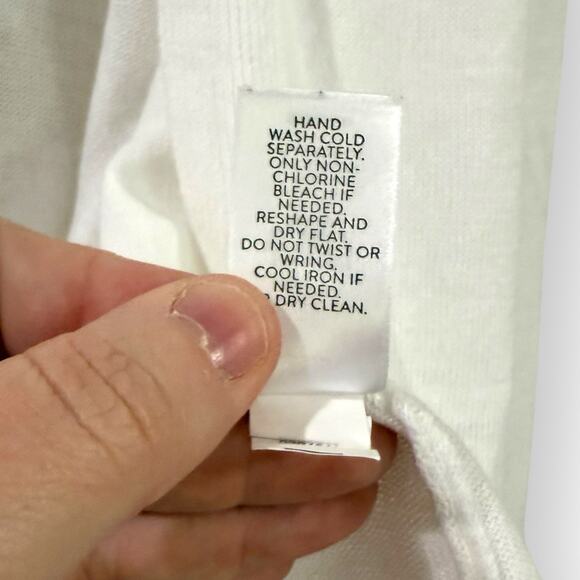 HAND
WASH COLD
SEPARATELY.
ONLY NON-
CHLORINE
BLEACH IF
NEEDED.
RESHAPE AND
DRY FLAT.
DO NOT TWIST OR
WRING.
COOL IRON IF
NEEDED.
DRY CLEAN.